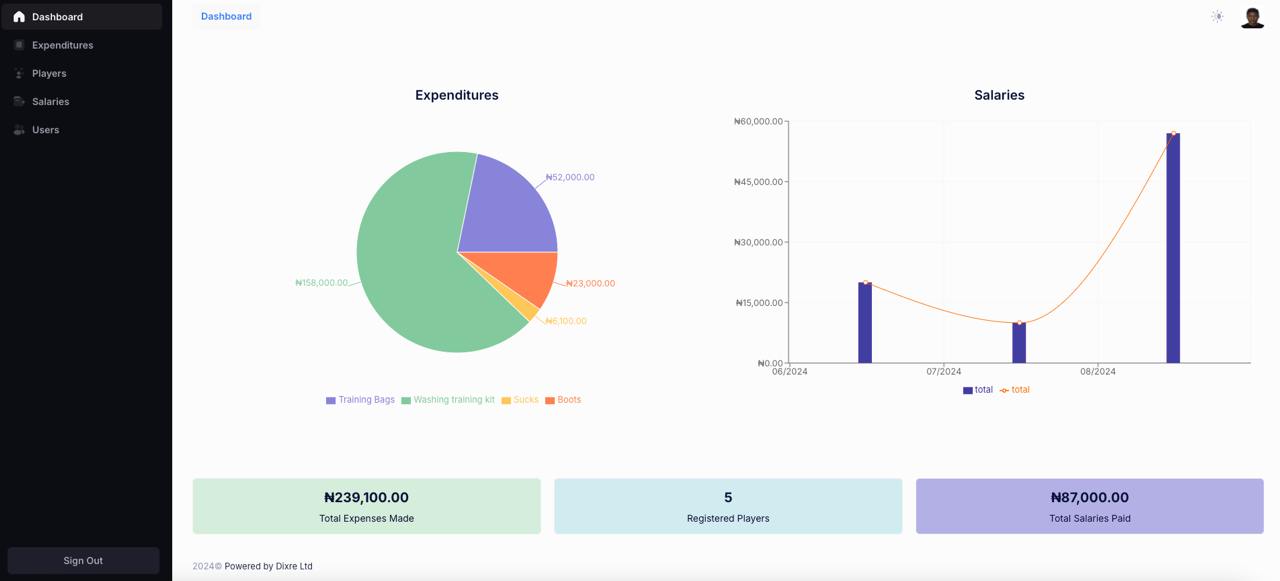 Dashboard
Expenditures
Players
Salaries
Users
Sign Out
Dashboard
Expenditures
₦52,000.00
₦158,000.00
₦23,000.00
₦6,100.00
Training Bags Washing training kit Sucks Boots
Salaries
₦60,000.00
₦45,000.00
₦30,000.00
₦15,000.00
₦0.00
06/2024 07/2024 08/2024
total total
₦239,100.00
Total Expenses Made
5
Registered Players
₦87,000.00
Total Salaries Paid
2024© Powered by Dixre Ltd